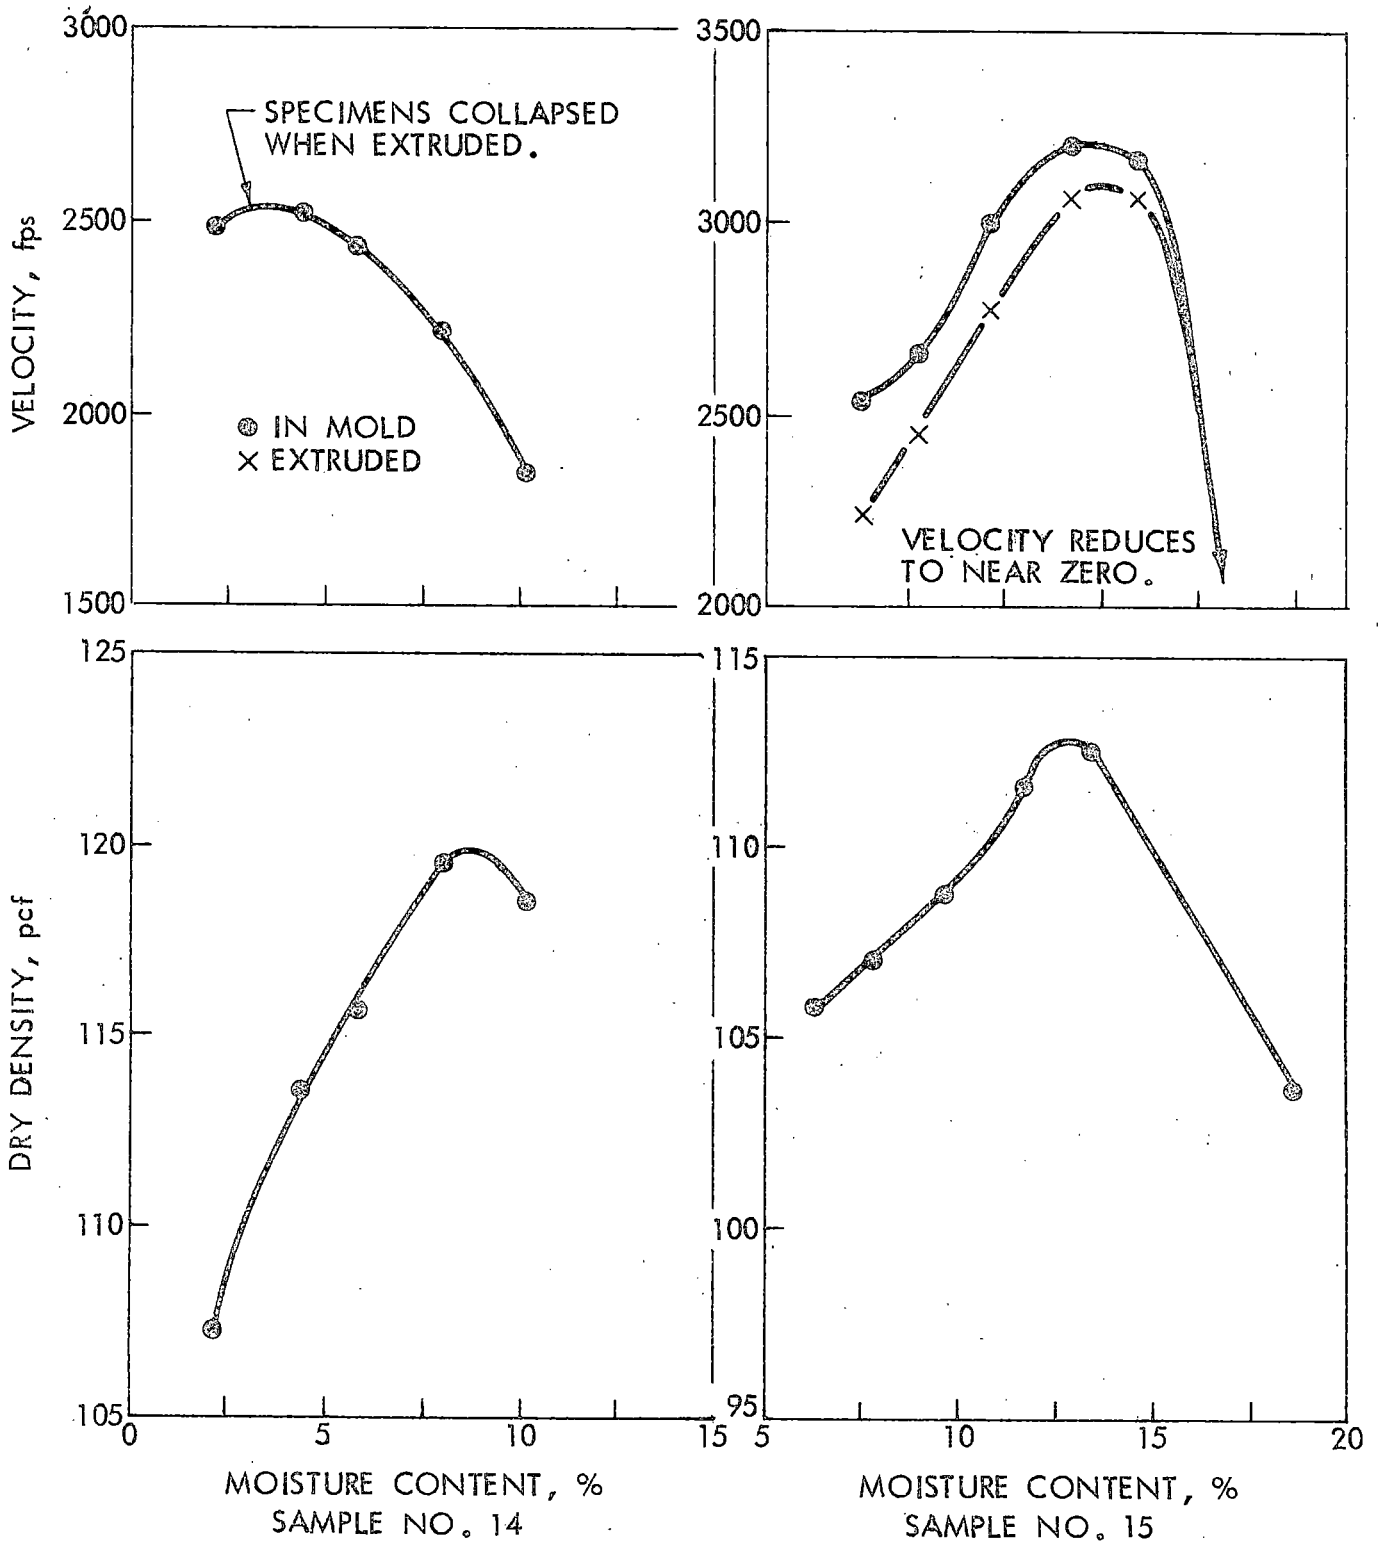 3000
2500
2000
1500
VELOCITY, fps
SPECIMENS COLLAPSED
WHEN EXTRUDED.
IN MOLD
× EXTRUDED
3500
3000
2500
2000
VELOCITY REDUCES
TO NEAR ZERO.
125
120
115
110
105
DRY DENSITY, pcf
0
5
10
15
MOISTURE CONTENT, %
SAMPLE NO. 14
115
110
105
100
95
5
10
15
20
MOISTURE CONTENT, %
SAMPLE NO. 15